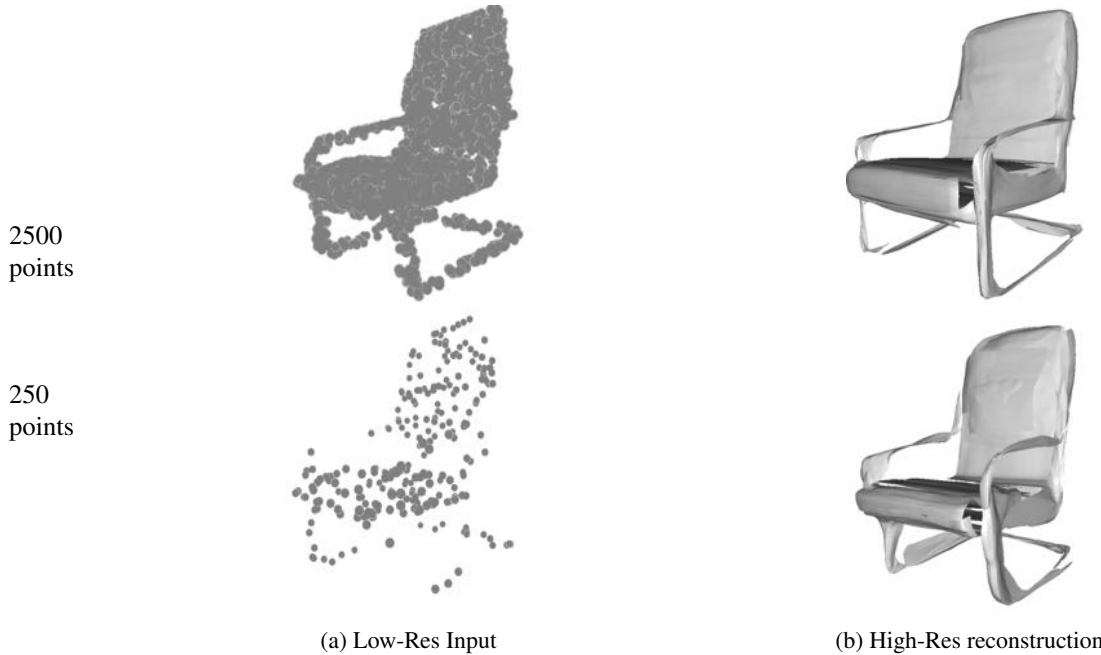 2500
points
250
points
(a) Low-Res Input
(b) High-Res reconstruction